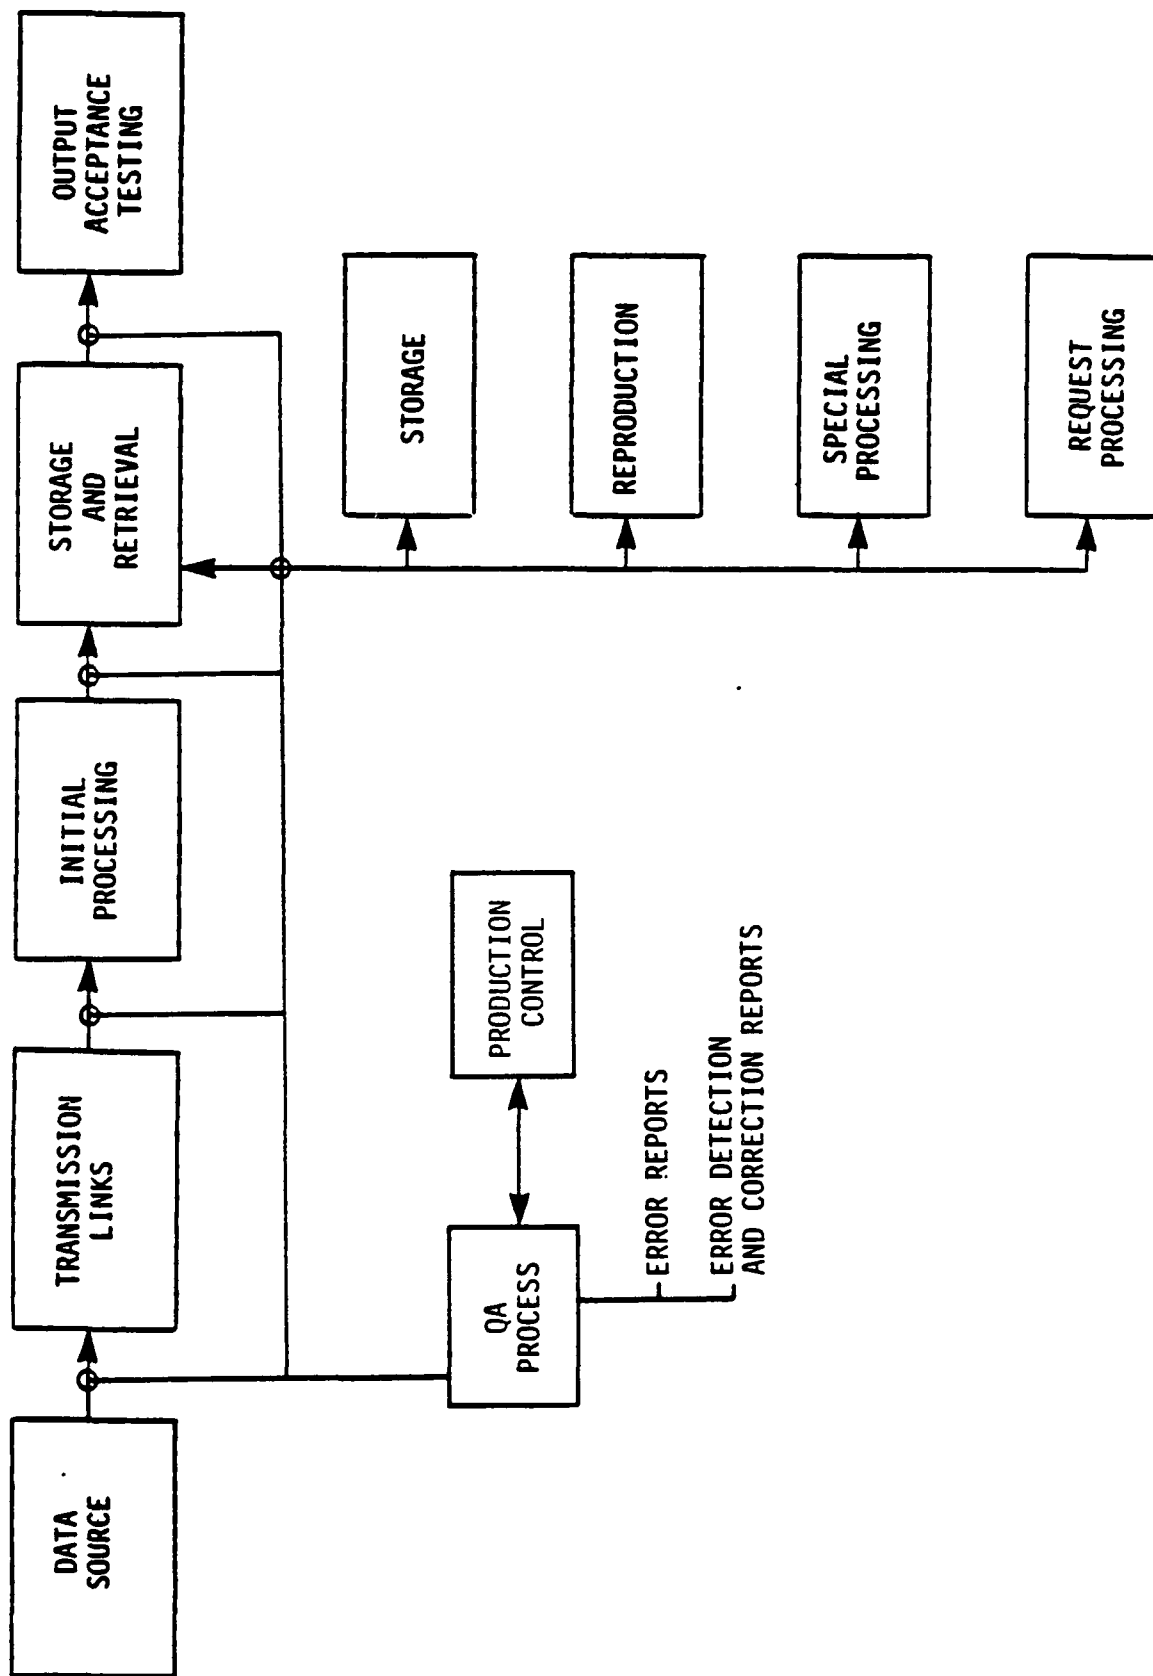 DATA
SOURCE
TRANSMISSION
LINKS
INITIAL
PROCESSING
STORAGE
AND
RETRIEVAL
OUTPUT
ACCEPTANCE
TESTING
STORAGE
REPRODUCTION
SPECIAL
PROCESSING
REQUEST
PROCESSING
QA
PROCESS
PRODUCTION
CONTROL
ERROR REPORTS
ERROR DETECTION
AND CORRECTION REPORTS